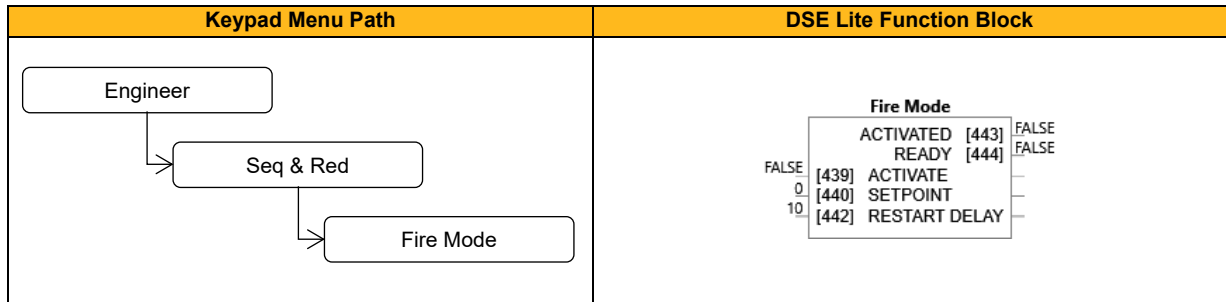 Keypad Menu Path
DSE Lite Function Block
Engineer
Seq & Red
Fire Mode
Fire Mode
ACTIVATED [443] FALSE
READY [444] FALSE
FALSE [439] ACTIVATE
0 [440] SETPOINT
10 [442] RESTART DELAY